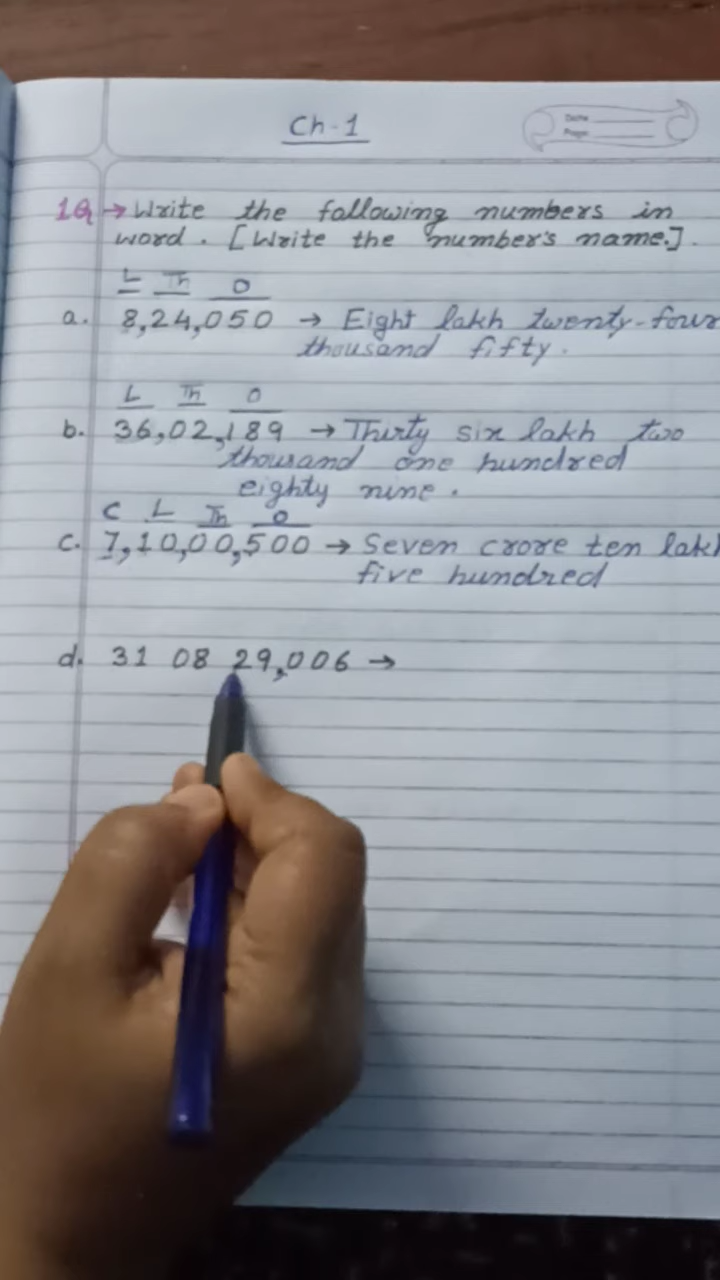 Ch-1
Date
Page
1Q → Write the following numbers in
word. [Write the number's name.].
L Th O
a. 8,24,050 → Eight lakh twenty-four
thousand fifty.
L Th O
b. 36,02,189 → Thirty six lakh two
thousand one hundred
eighty nine.
C L Th O
c. 7,10,00,500 → Seven crore ten lakh
five hundred
d. 31 08 29,006 →